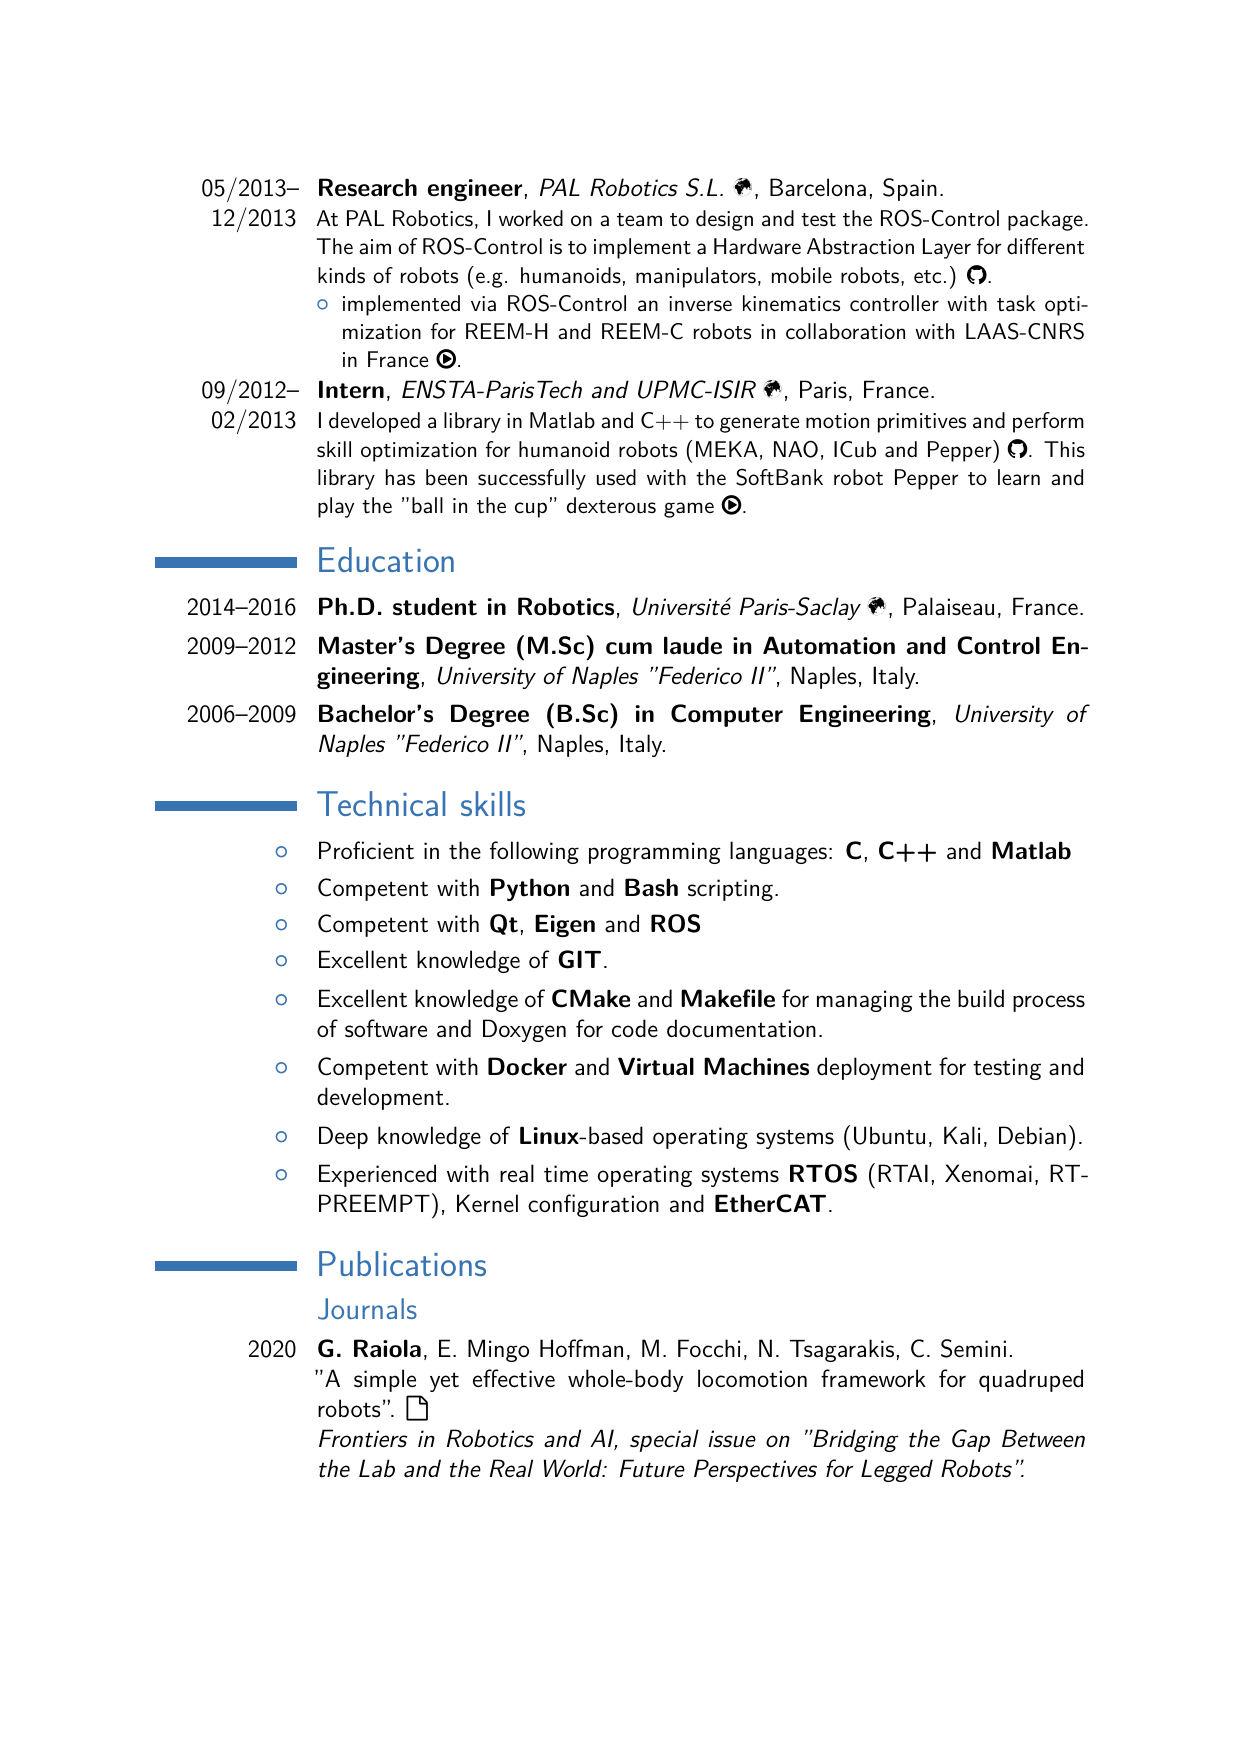 05/2013– Research engineer, PAL Robotics S.L. , Barcelona, Spain.
12/2013 At PAL Robotics, I worked on a team to design and test the ROS-Control package.
The aim of ROS-Control is to implement a Hardware Abstraction Layer for different
kinds of robots (e.g. humanoids, manipulators, mobile robots, etc.) .
implemented via ROS-Control an inverse kinematics controller with task opti-
mization for REEM-H and REEM-C robots in collaboration with LAAS-CNRS
in France .
09/2012– Intern, ENSTA-ParisTech and UPMC-ISIR , Paris, France.
02/2013 I developed a library in Matlab and C++ to generate motion primitives and perform
skill optimization for humanoid robots (MEKA, NAO, ICub and Pepper) . This
library has been successfully used with the SoftBank robot Pepper to learn and
play the ”ball in the cup” dexterous game .
Education
2014–2016 Ph.D. student in Robotics, Université Paris-Saclay , Palaiseau, France.
2009–2012 Master's Degree (M.Sc) cum laude in Automation and Control En-
gineering, University of Naples ”Federico II”, Naples, Italy.
2006–2009 Bachelor's Degree (B.Sc) in Computer Engineering, University of
Naples ”Federico II”, Naples, Italy.
Technical skills
Proficient in the following programming languages: C, C++ and Matlab
Competent with Python and Bash scripting.
Competent with Qt, Eigen and ROS
Excellent knowledge of GIT.
Excellent knowledge of CMake and Makefile for managing the build process
of software and Doxygen for code documentation.
Competent with Docker and Virtual Machines deployment for testing and
development.
Deep knowledge of Linux-based operating systems (Ubuntu, Kali, Debian).
Experienced with real time operating systems RTOS (RTAI, Xenomai, RT-
PREEMPT), Kernel configuration and EtherCAT.
Publications
Journals
2020 G. Raiola, E. Mingo Hoffman, M. Focchi, N. Tsagarakis, C. Semini.
”A simple yet effective whole-body locomotion framework for quadruped
robots”.
Frontiers in Robotics and AI, special issue on ”Bridging the Gap Between
the Lab and the Real World: Future Perspectives for Legged Robots”.